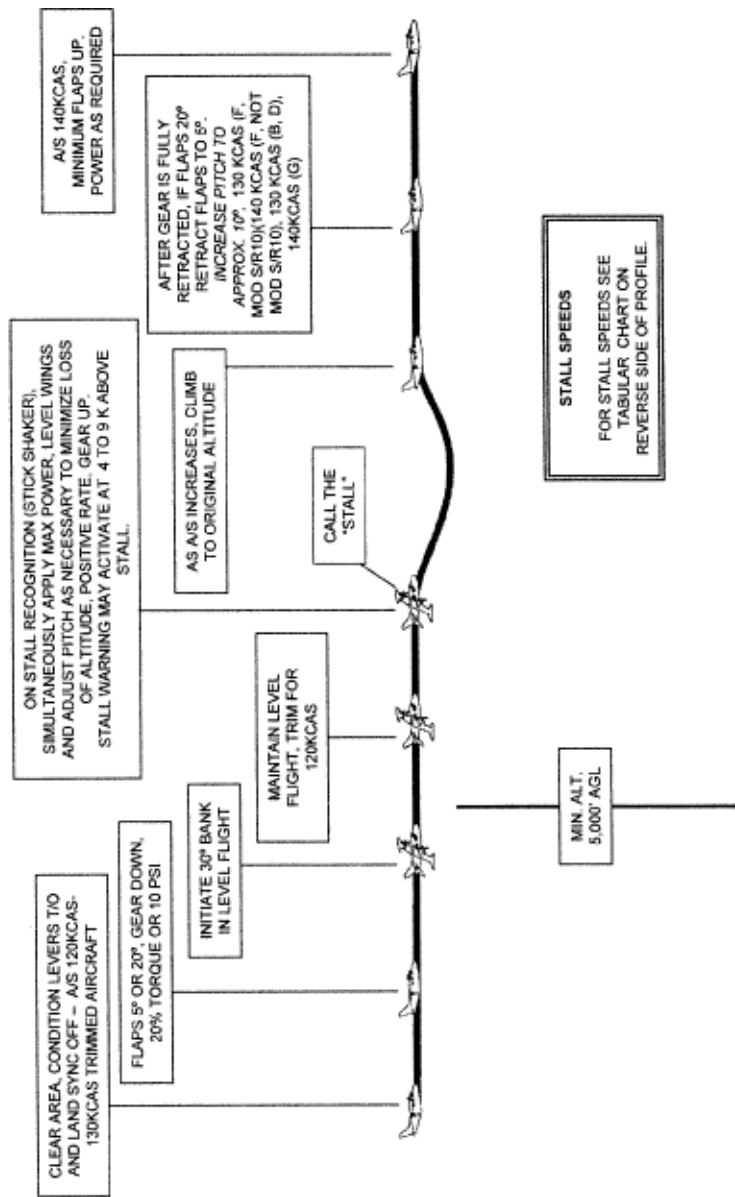 CLEAR AREA, CONDITION LEVERS T/O
AND LAND SYNC OFF – A/S 120KCAS-
130KCAS TRIMMED AIRCRAFT
FLAPS 5º OR 20º, GEAR DOWN,
20% TORQUE OR 10 PSI
INITIATE 30º BANK
IN LEVEL FLIGHT
MAINTAIN LEVEL
FLIGHT, TRIM FOR
120KCAS
ON STALL RECOGNITION (STICK SHAKER),
SIMULTANEOUSLY APPLY MAX POWER, LEVEL WINGS
AND ADJUST PITCH AS NECESSARY TO MINIMIZE LOSS
OF ALTITUDE, POSITIVE RATE, GEAR UP.
STALL WARNING MAY ACTIVATE AT 4 TO 9 K ABOVE
STALL.
CALL THE
"STALL"
AS A/S INCREASES, CLIMB
TO ORIGINAL ALTITUDE
AFTER GEAR IS FULLY
RETRACTED, IF FLAPS 20º
RETRACT FLAPS TO 5º.
INCREASE PITCH TO
APPROX. 10º, 130 KCAS (F,
MOD S/R10)(140 KCAS (F, NOT
MOD S/R10), 130 KCAS (B, D),
140KCAS (G)
A/S 140KCAS,
MINIMUM FLAPS UP.
POWER AS REQUIRED
MIN. ALT.
5,000' AGL
STALL SPEEDS
FOR STALL SPEEDS SEE
TABULAR CHART ON
REVERSE SIDE OF PROFILE.